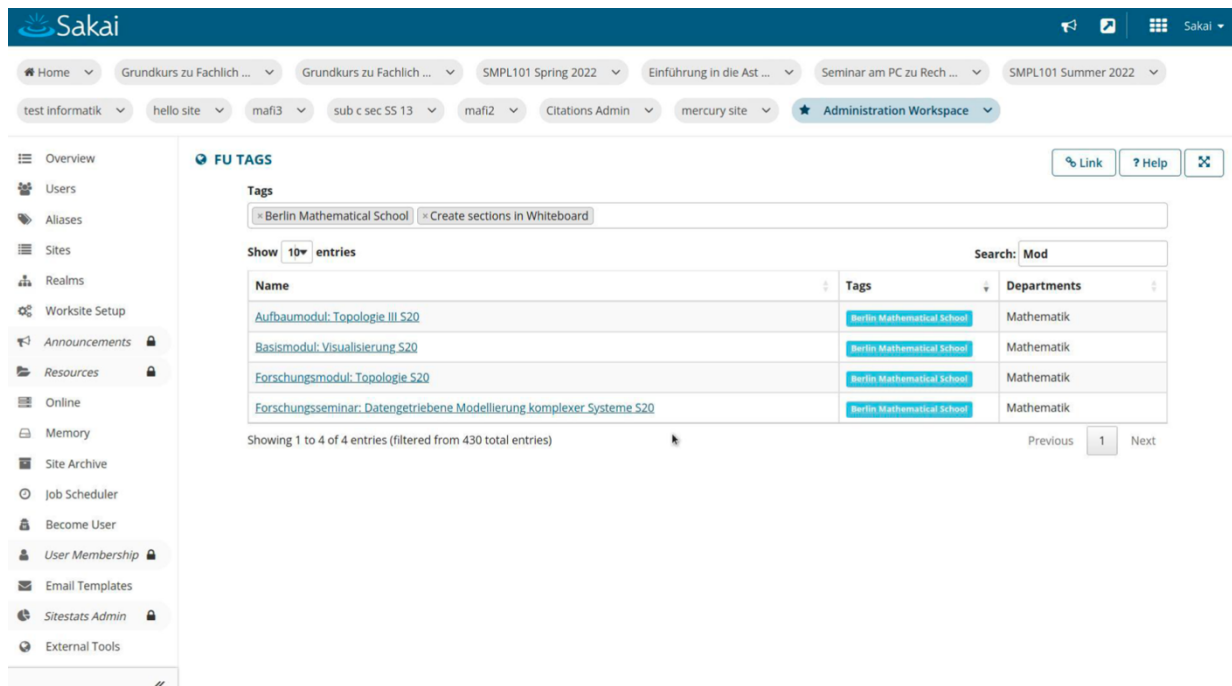 Sakai
Sakai
Home
Grundkurs zu Fachlich ...
Grundkurs zu Fachlich ...
SMPL101 Spring 2022
Einführung in die Ast ...
Seminar am PC zu Rech ...
SMPL101 Summer 2022
test informatik
hello site
mafi3
sub c sec SS 13
mafi2
Citations Admin
mercury site
Administration Workspace
Overview
Users
Aliases
Sites
Realms
Worksite Setup
Announcements
Resources
Online
Memory
Site Archive
Job Scheduler
Become User
User Membership
Email Templates
Sitestats Admin
External Tools
FU TAGS
Link
? Help
Tags
× Berlin Mathematical School × Create sections in Whiteboard
Show 10 entries
Search: Mod
Name Tags Departments
Aufbaumodul: Topologie III S20 Berlin Mathematical School Mathematik
Basismodul: Visualisierung S20 Berlin Mathematical School Mathematik
Forschungsmodul: Topologie S20 Berlin Mathematical School Mathematik
Forschungsseminar: Datengetriebene Modellierung komplexer Systeme S20 Berlin Mathematical School Mathematik
Showing 1 to 4 of 4 entries (filtered from 430 total entries)
Previous 1 Next